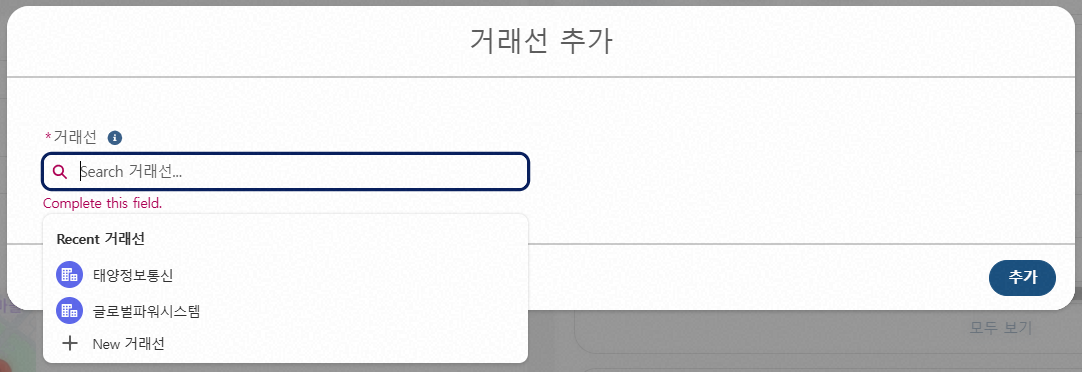 거래선 추가
*거래선
Search 거래선...
Complete this field.
Recent 거래선
태양정보통신
글로벌파워시스템
New 거래선
추가
모두 보기